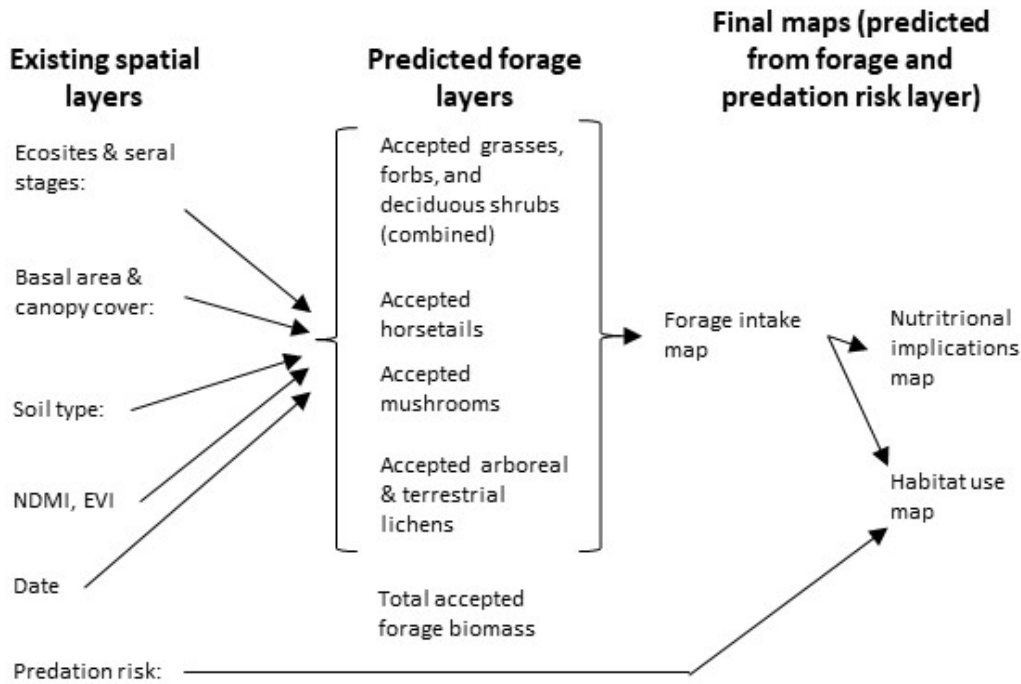 Existing spatial
layers
Ecosites & seral
stages:
Basal area &
canopy cover:
Soil type:
NDMI, EVI
Date
Predation risk:
Predicted forage
layers
Accepted grasses,
forbs, and
deciduous shrubs
(combined)
Accepted
horsetails
Accepted
mushrooms
Accepted arboreal
& terrestrial
lichens
Total accepted
forage biomass
Final maps (predicted
from forage and
predation risk layer)
Forage intake
map
Nutritrional
implications
map
Habitat use
map